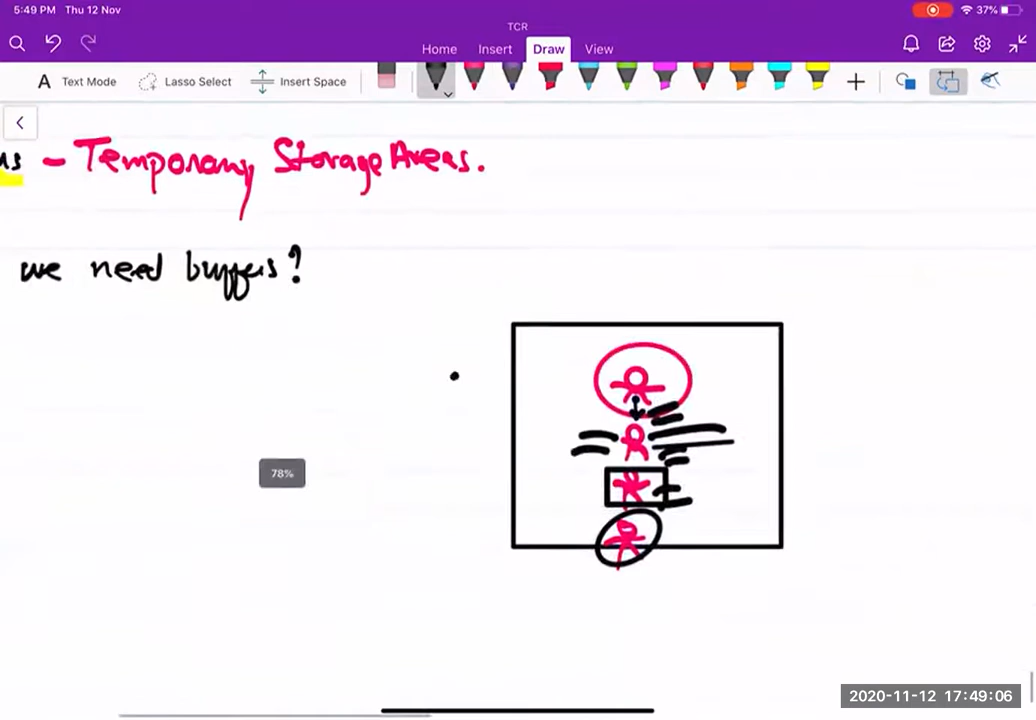 5:49 PM Thu 12 Nov
37%
TCR
Home Insert Draw View
A Text Mode Lasso Select Insert Space
- Temporary Storage Areas.
we need buffers?
78%
2020-11-12 17:49:06